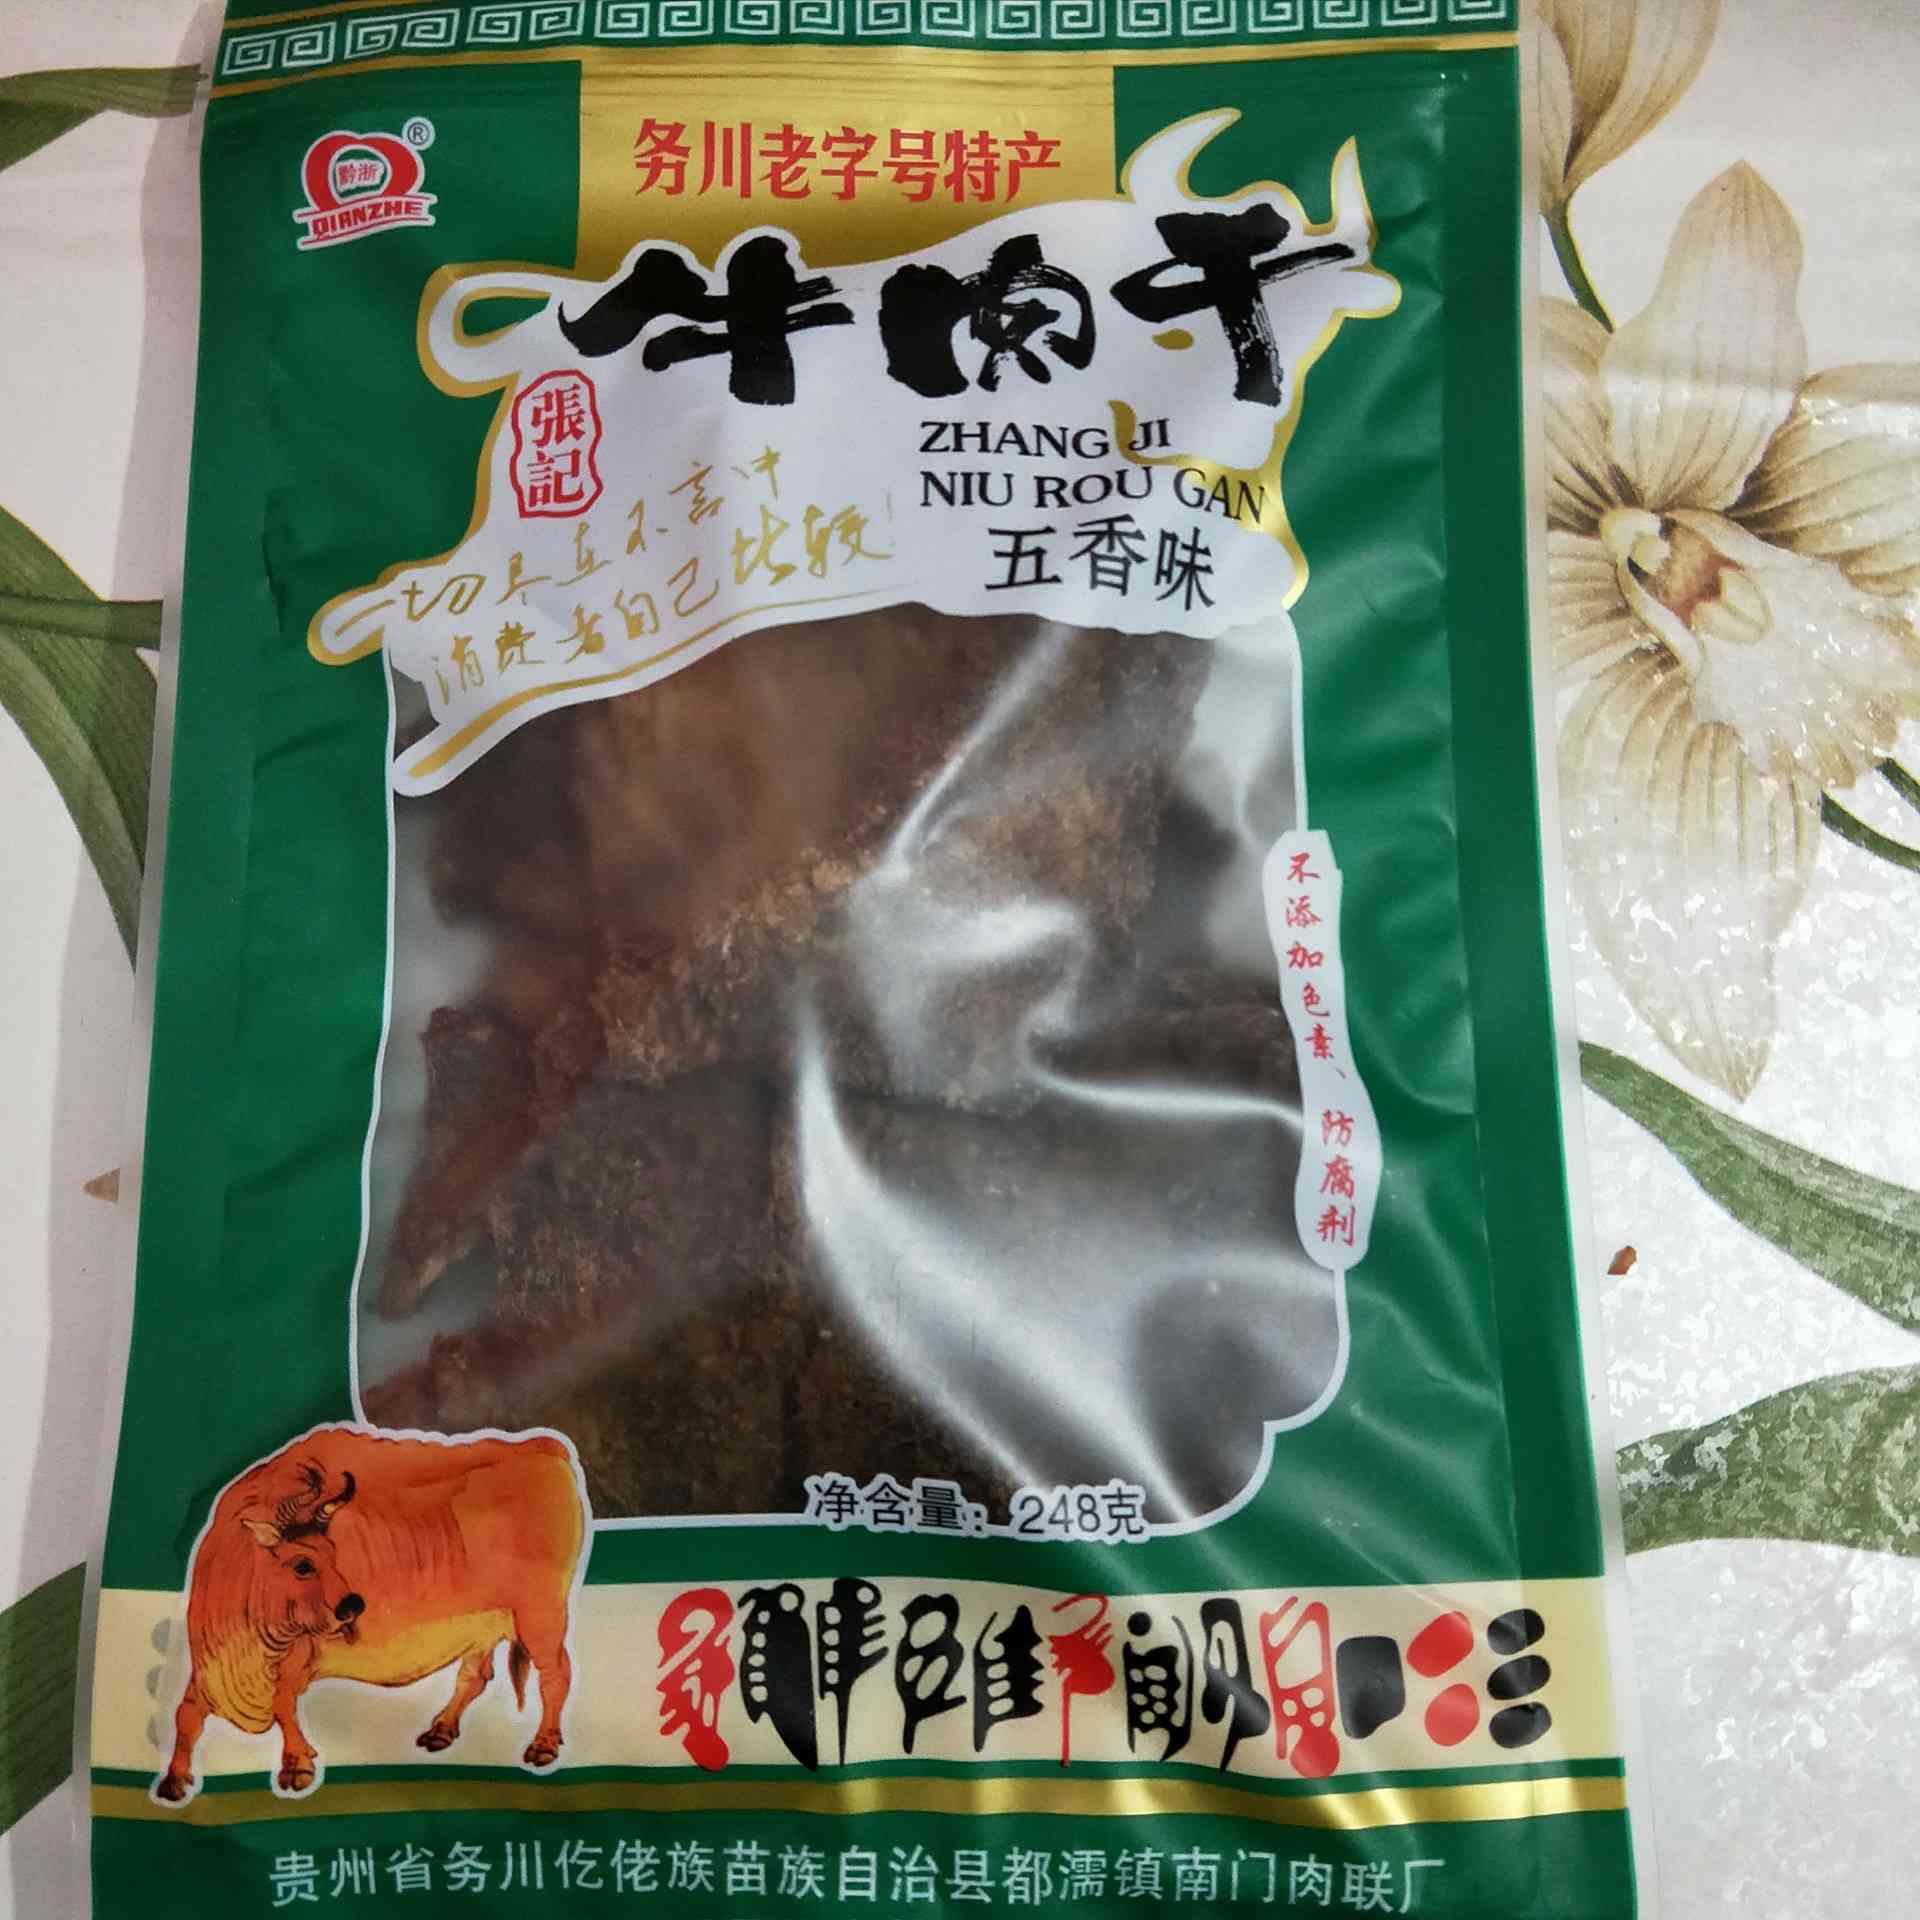 黔浙
®
QIANZHE
务川老字号特产
牛肉干
張記
ZHANG JI
NIU ROU GAN
五香味
一切尽在不言中
消费者自己比较
不添加色素、防腐剂
净含量：248克
贵州省务川仡佬族苗族自治县都濡镇南门肉联厂